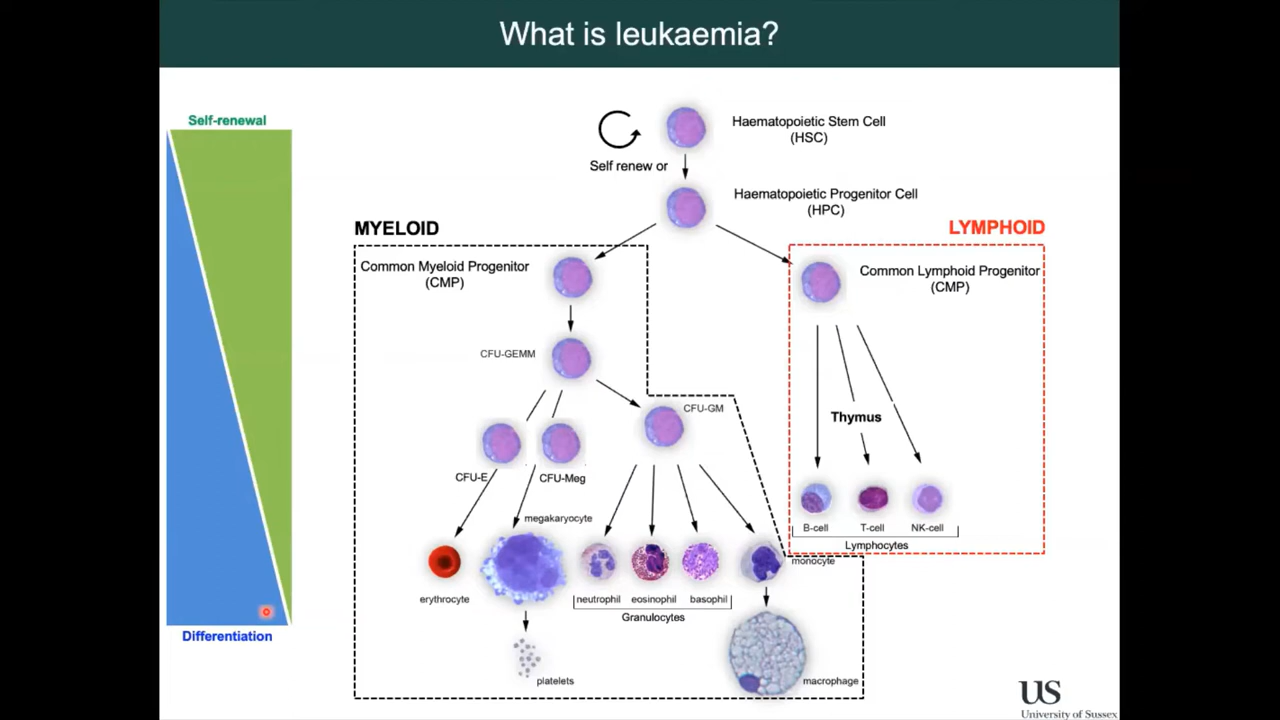 What is leukaemia?
Self-renewal
Haematopoietic Stem Cell
(HSC)
Self renew or
Haematopoietic Progenitor Cell
(HPC)
MYELOID
LYMPHOID
Common Myeloid Progenitor
(CMP)
Common Lymphoid Progenitor
(CMP)
CFU-GEMM
CFU-GM
Thymus
CFU-E
CFU-Meg
B-cell
T-cell
NK-cell
Lymphocytes
megakaryocyte
monocyte
erythrocyte
neutrophil
eosinophil
basophil
Granulocytes
Differentiation
platelets
macrophage
US
University of Sussex